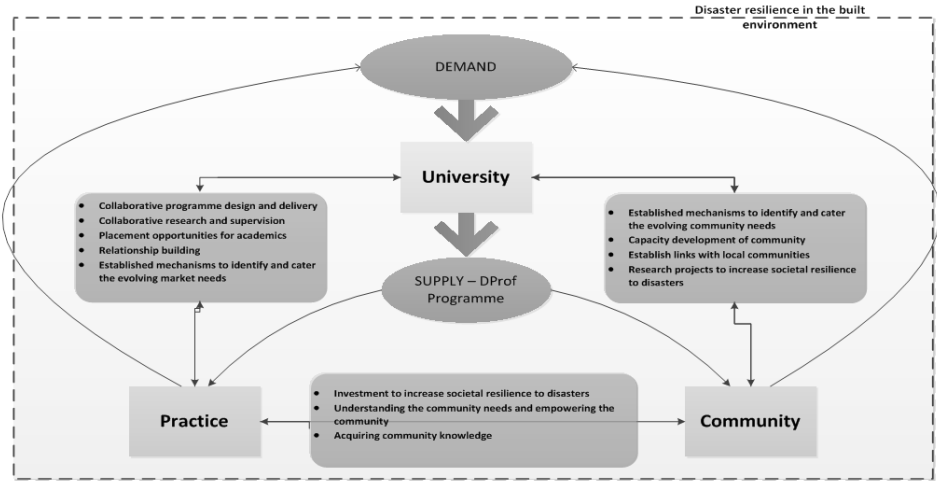 Disaster resilience in the built
environment
DEMAND
University
• Collaborative programme design and delivery
• Collaborative research and supervision
• Placement opportunities for academics
• Relationship building
• Established mechanisms to identify and cater
the evolving market needs
• Established mechanisms to identify and cater
the evolving community needs
• Capacity development of community
• Establish links with local communities
• Research projects to increase societal resilience
to disasters
SUPPLY – DProf
Programme
Practice
• Investment to increase societal resilience to disasters
• Understanding the community needs and empowering the
community
• Acquiring community knowledge
Community